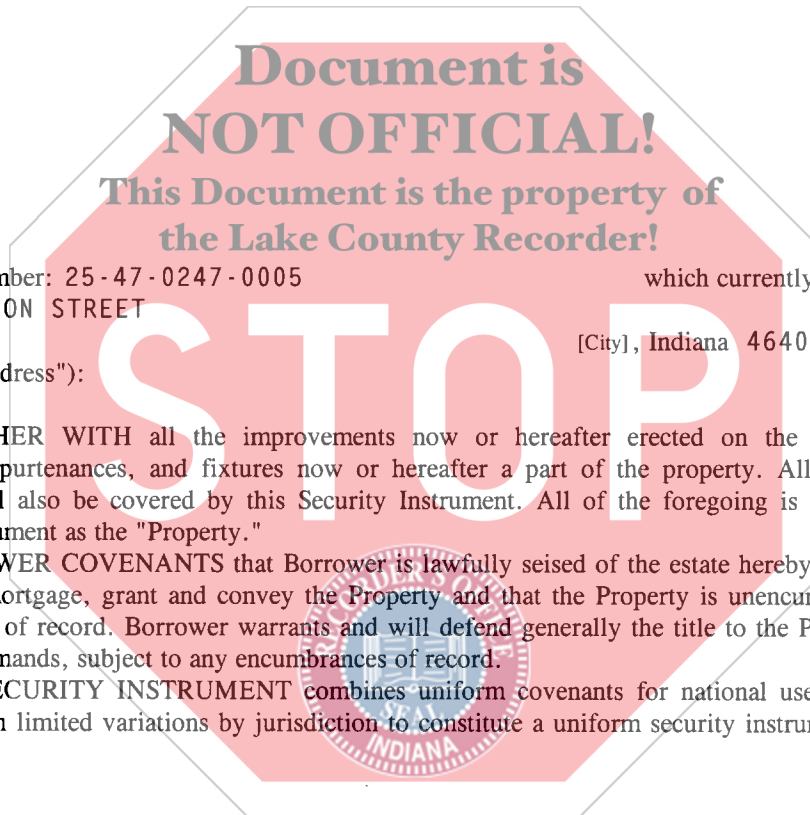 Document is
NOT OFFICIAL!
This Document is the property of
the Lake County Recorder!
mber: 25-47-0247-0005 which currently
ON STREET
[City], Indiana 4640
dress"):
STOP
HER WITH all the improvements now or hereafter erected on the
purtenances, and fixtures now or hereafter a part of the property. All
l also be covered by this Security Instrument. All of the foregoing is
ument as the "Property."
WER COVENANTS that Borrower is lawfully seised of the estate hereby
ortgage, grant and convey the Property and that the Property is unencu
of record. Borrower warrants and will defend generally the title to the P
mands, subject to any encumbrances of record.
ECURITY INSTRUMENT combines uniform covenants for national use
n limited variations by jurisdiction to constitute a uniform security instru
RECORDER'S OFFICE
SEAL
INDIANA